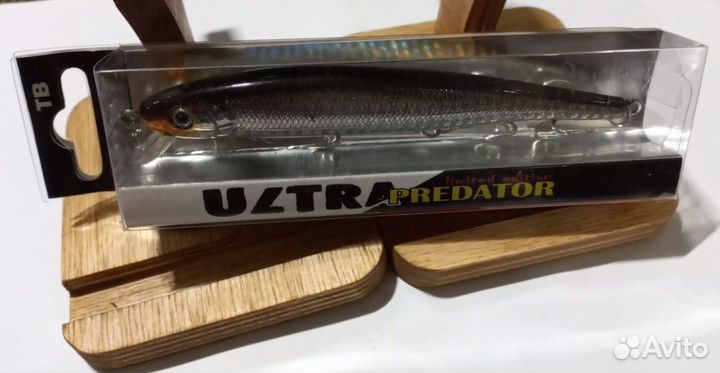 TB
limited edition
ULTRA PREDATOR
Avito